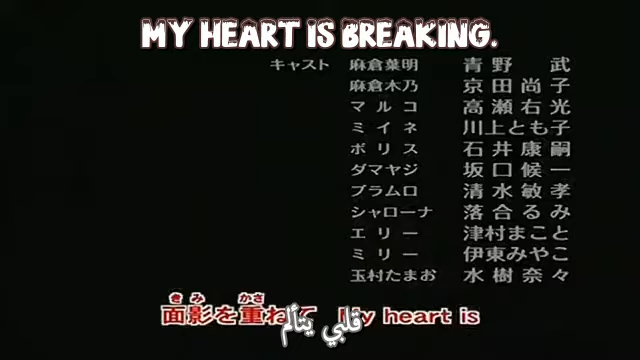 MY HEART IS BREAKING.
キャスト 麻倉葉明 青野 武
麻倉木乃 京田尚子
マルコ 高瀬右光
ミイネ 川上とも子
ボリス 石井康嗣
ダマヤジ 坂口候一
ブラムロ 清水敏孝
シャローナ 落合るみ
エリー 津村まこと
ミリー 伊東みやこ
玉村たまお 水樹奈々
きみ かさ
面影を重ねて My heart is
قلبي يتألم